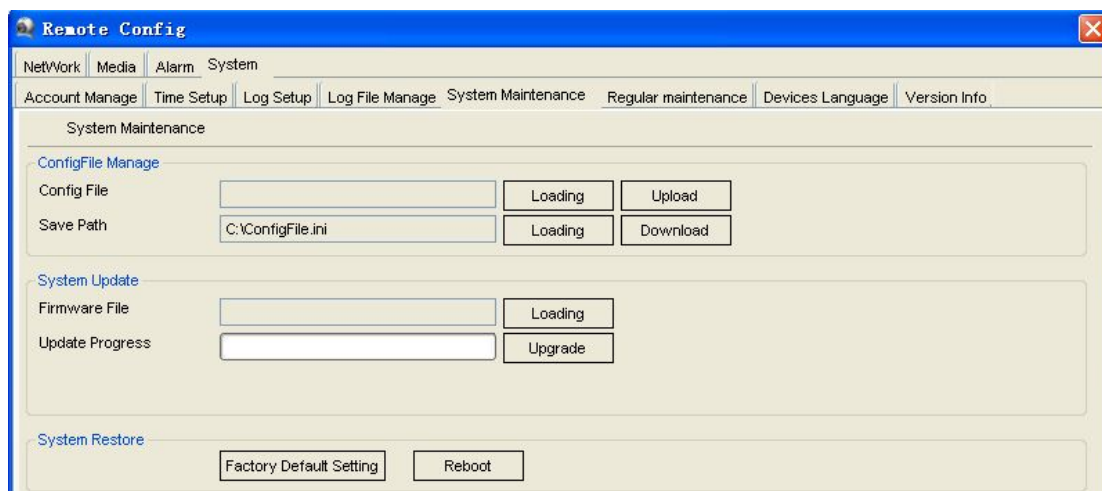 Remote Config
NetWork Media Alarm System
Account Manage Time Setup Log Setup Log File Manage System Maintenance Regular maintenance Devices Language Version Info
System Maintenance
ConfigFile Manage
Config File Loading Upload
Save Path C:\ConfigFile.ini Loading Download
System Update
Firmware File Loading
Update Progress Upgrade
System Restore
Factory Default Setting Reboot